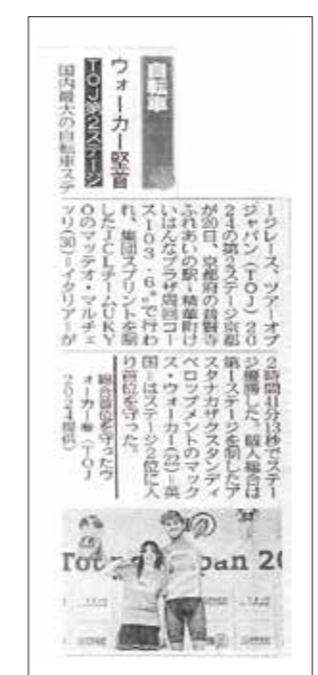 自転車
ウォーカー堅首
TOJ第2ステージ
国内最大の自転車ステ
ージレース、ツアーオブ
ジャパン(TOJ)20
24の第2ステージ京都
が20日、京都府の普賢寺
ふれあいの駅~精華町け
いはんなプラザ周回コー
ス103・6㌔で行わ
れ、集団スプリントを制
したJCLチームUKY
Oのマッテオ・マルチェ
ッリ(30)=イタリア=が
2時間41分13秒でステー
ジ優勝した。個人総合は
第1ステージを制したア
スタナカザクスタンディ
ベロップメントのマック
ス・ウォーカー(22)=英
国=はステージ2位に入
り首位を守った。
総合首位を守ったウ
ォーカー㊨(TOJ
2024提供)
Tou
pan 20